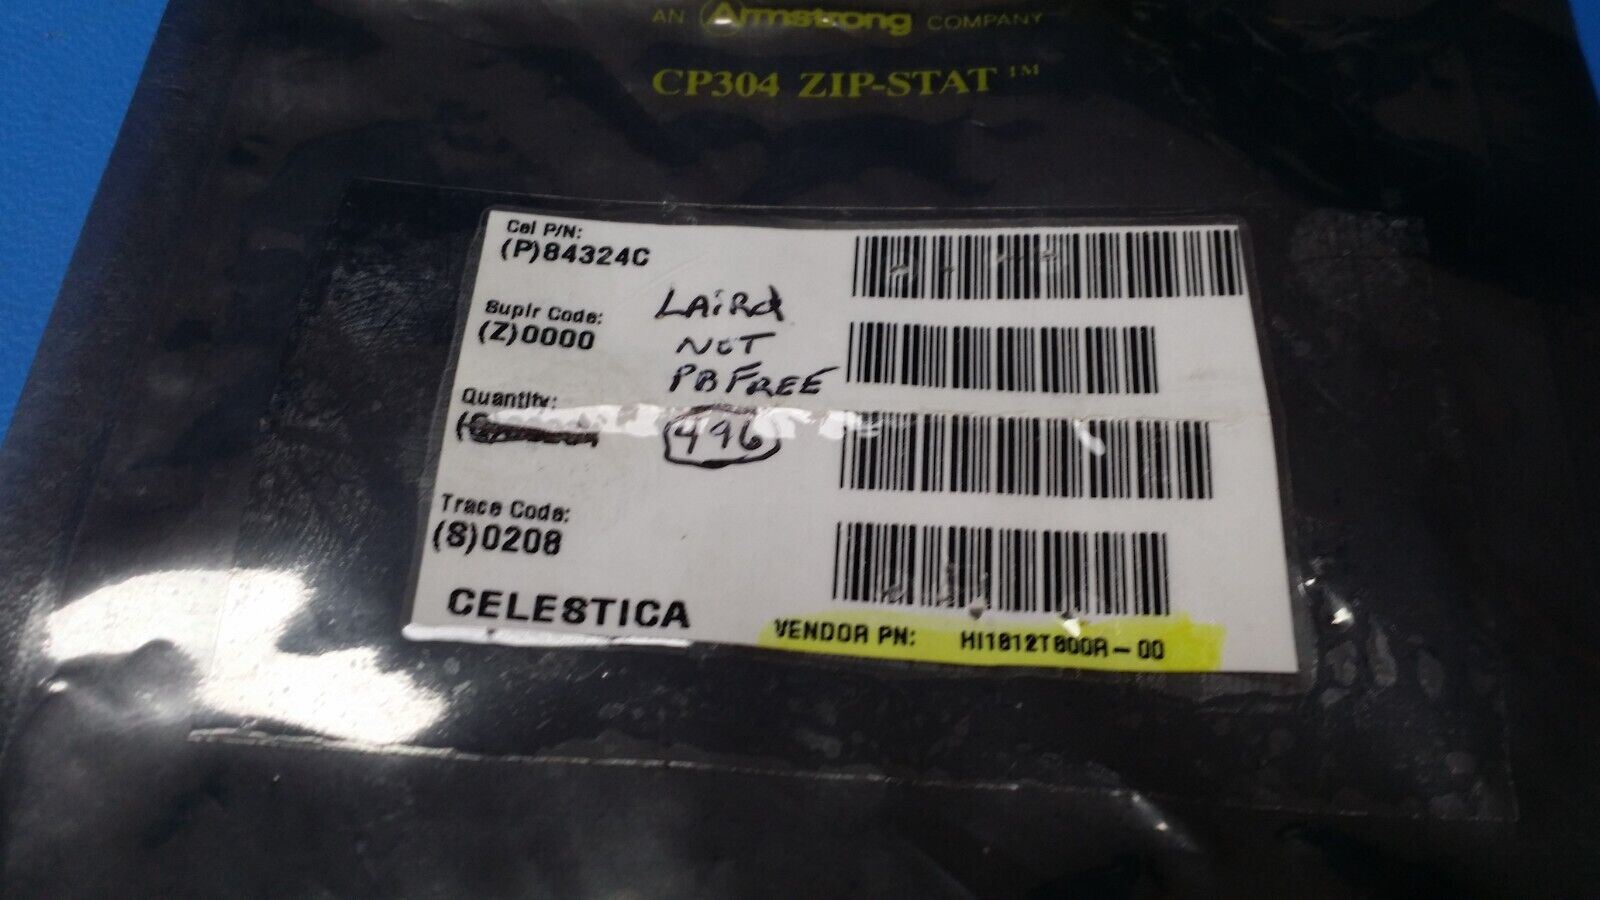 AN Armstrong COMPANY
CP304 ZIP-STAT™
Cel P/N:
(P)84324C
Suplr Code:
(Z)0000
LAIRD
NOT
PB FREE
Quantity:
496
Trace Code:
(S)0208
CELESTICA
VENDOR PN: HI1812T800R-00